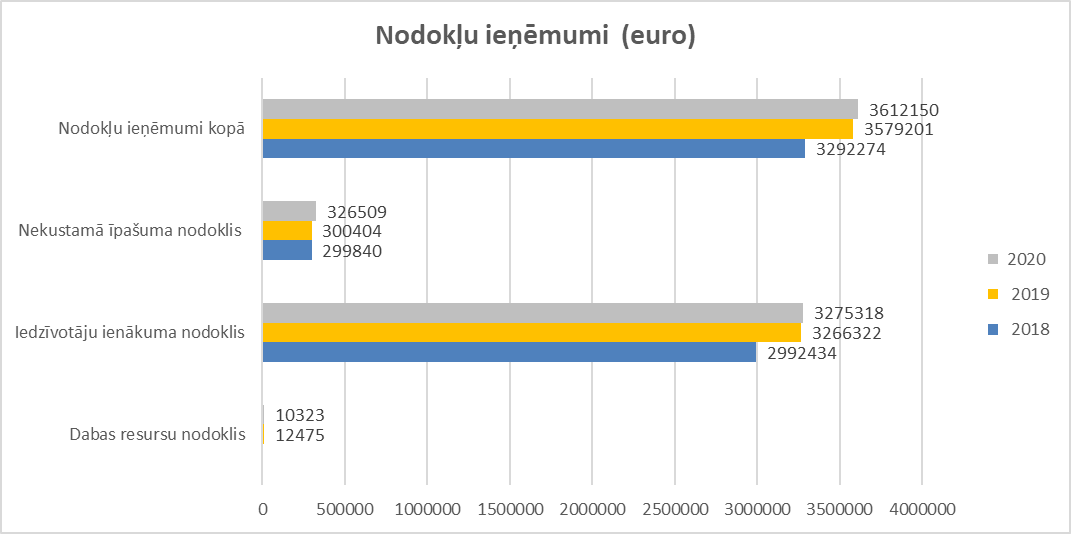 Nodokļu ieņēmumi (euro)
Nodokļu ieņēmumi kopā
3612150
3579201
3292274
Nekustamā īpašuma nodoklis
326509
300404
299840
Iedzīvotāju ienākuma nodoklis
3275318
3266322
2992434
Dabas resursu nodoklis
10323
12475
0 500000 1000000 1500000 2000000 2500000 3000000 3500000 4000000
2020
2019
2018